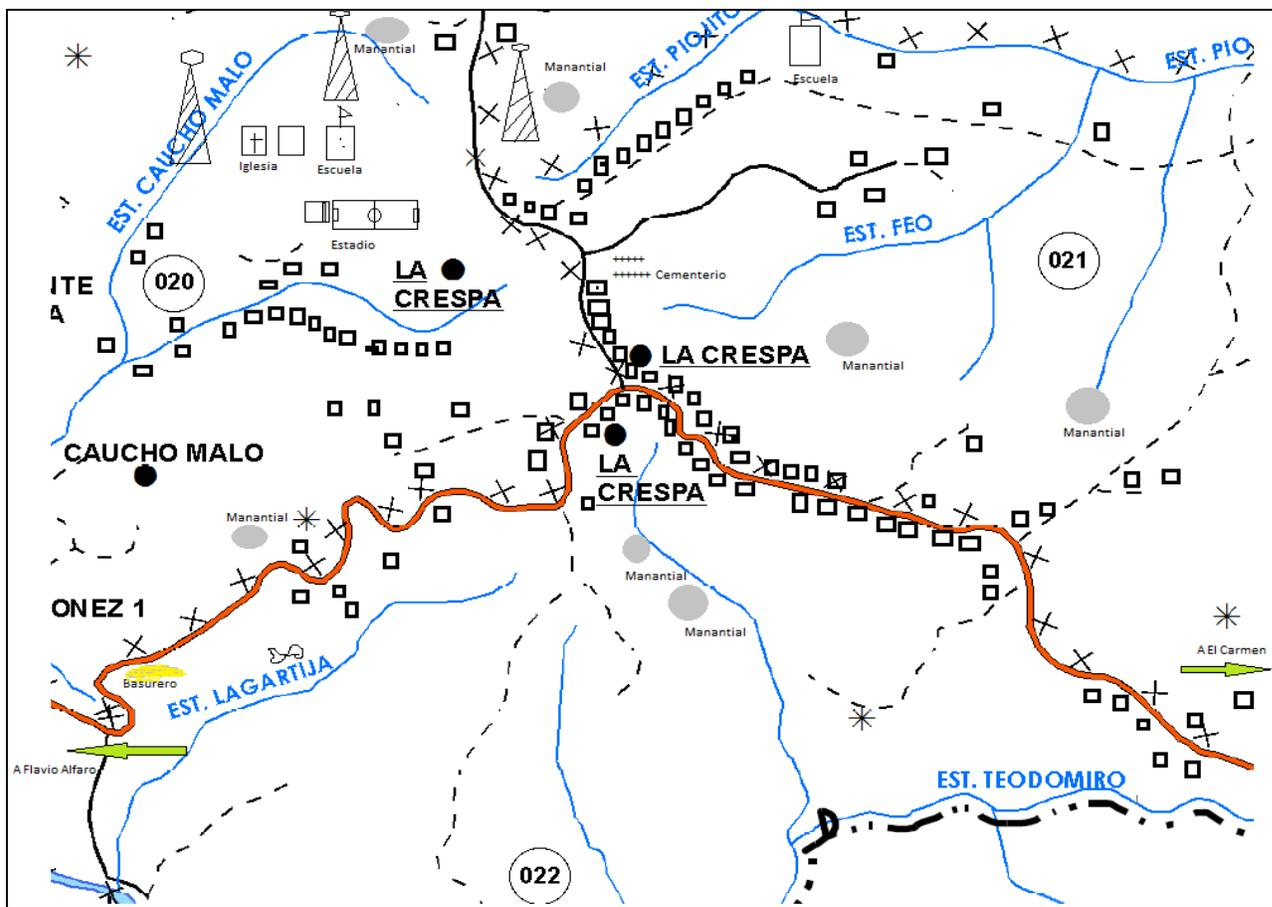 EST. PIOJITO
EST. PIO
Manantial
Manantial
Escuela
EST. CAUCHO MALO
Iglesia
Escuela
Estadio
EST. FEO
020
LA
CRESPA
Cementerio
021
NTE
A
LA CRESPA
Manantial
Manantial
CAUCHO MALO
LA
CRESPA
Manantial
Manantial
Manantial
ONEZ 1
A El Carmen
Basurero
EST. LAGARTIJA
A Flavio Alfaro
EST. TEODOMIRO
022